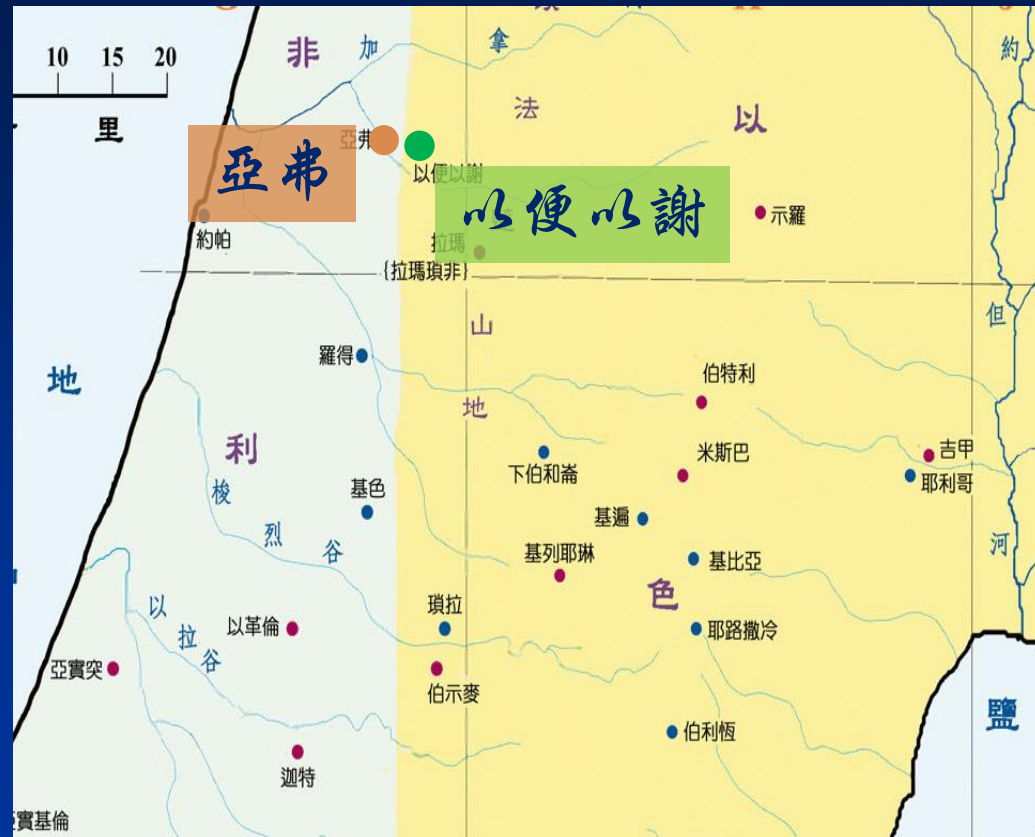 10 15 20
里
非
加
拿
約
法
以
亞弗
亞弗
以便以謝
以便以謝
示羅
約帕
拉瑪
{拉瑪瑣非}
山
但
地
羅得
伯特利
地
利
下伯和崙
米斯巴
吉甲
耶利哥
梭
基色
基遍
烈
谷
基列耶琳
基比亞
河
色
以
以革倫
瑣拉
耶路撒冷
拉
谷
亞實突
伯示麥
伯利恆
鹽
迦特
亞實基倫